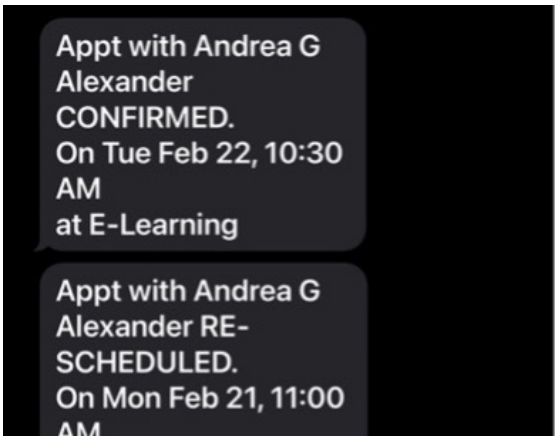 Appt with Andrea G
Alexander
CONFIRMED.
On Tue Feb 22, 10:30
AM
at E-Learning
Appt with Andrea G
Alexander RE-
SCHEDULED.
On Mon Feb 21, 11:00
AM